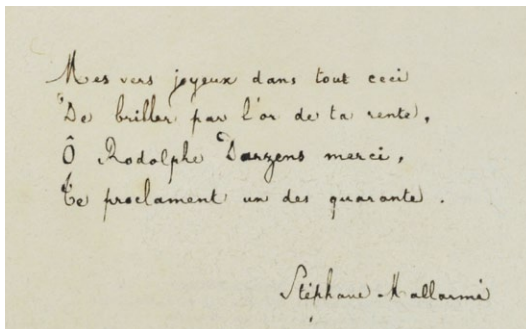 Mes vers joyeux dans tout ceci
De briller par l'or de ta rente,
Ô Rodolphe Darzens merci,
Te proclament un des quarante.
Stéphane Mallarmé